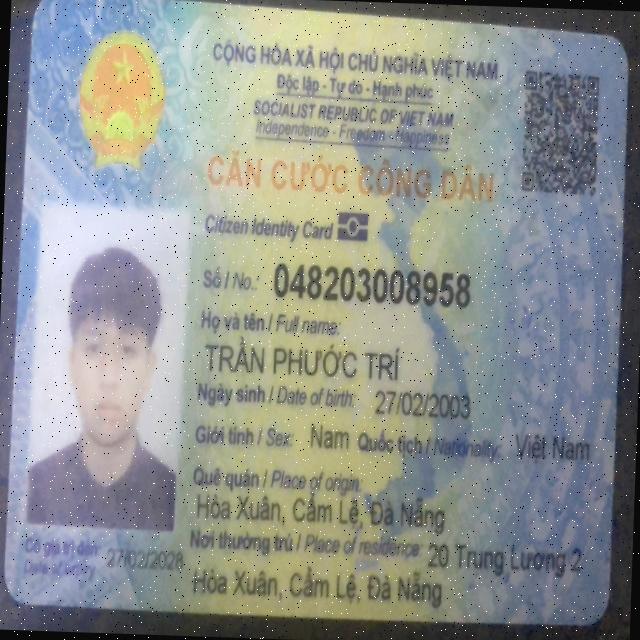 CỘNG HÒA XÃ HỘI CHỦ NGHĨA VIỆT NAM
Độc lập - Tự do - Hạnh phúc
SOCIALIST REPUBLIC OF VIET NAM
Independence - Freedom - Happiness
CĂN CƯỚC CÔNG DÂN
Citizen Identity Card
Số / No.: 048203008958
Họ và tên / Full name:
TRẦN PHƯỚC TRÍ
Ngày sinh / Date of birth: 27/02/2003
Giới tính / Sex: Nam Quốc tịch / Nationality: Việt Nam
Quê quán / Place of origin:
Hòa Xuân, Cẩm Lệ, Đà Nẵng
Nơi thường trú / Place of residence: 20 Trung Lương 2
Hòa Xuân, Cẩm Lệ, Đà Nẵng
Có giá trị đến: 27/02/2028
Date of expiry